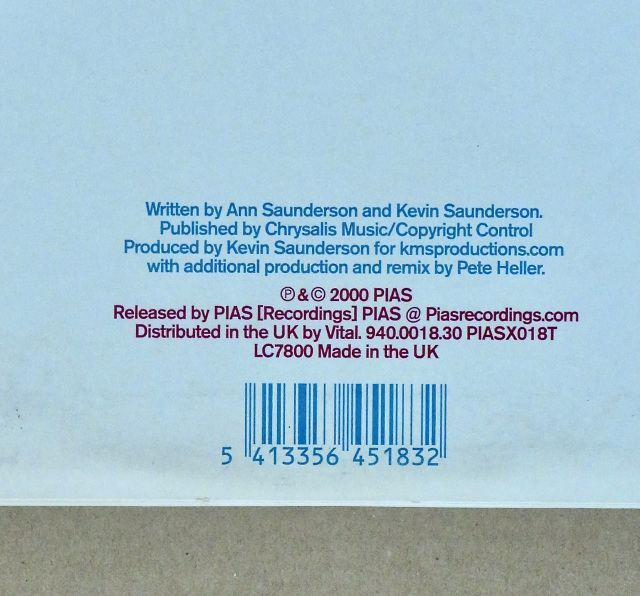 Written by Ann Saunderson and Kevin Saunderson.
Published by Chrysalis Music/Copyright Control
Produced by Kevin Saunderson for kmsproductions.com
with additional production and remix by Pete Heller.
℗ & © 2000 PIAS
Released by PIAS [Recordings] PIAS @ Piasrecordings.com
Distributed in the UK by Vital. 940.0018.30 PIASX018T
LC7800 Made in the UK
5 413356 451832